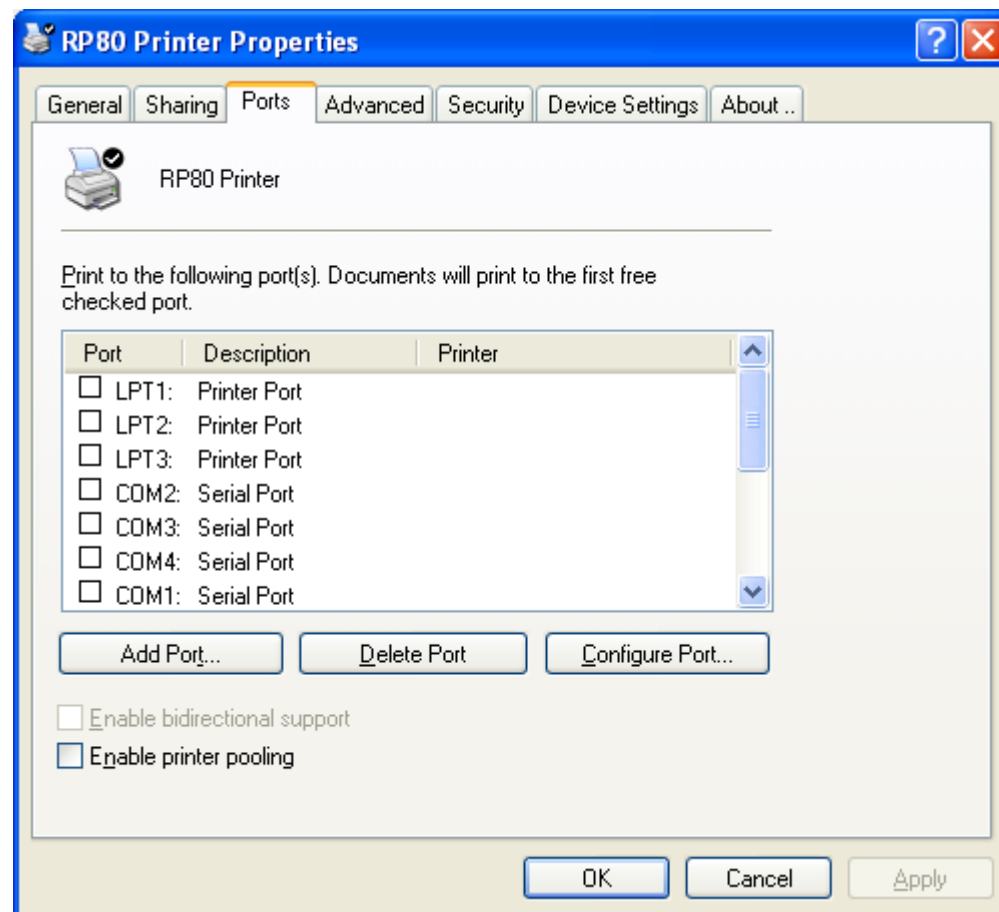 RP80 Printer Properties
General Sharing Ports Advanced Security Device Settings About ..
RP80 Printer
Print to the following port(s). Documents will print to the first free
checked port.
Port Description Printer
LPT1: Printer Port
LPT2: Printer Port
LPT3: Printer Port
COM2: Serial Port
COM3: Serial Port
COM4: Serial Port
COM1: Serial Port
Add Port... Delete Port Configure Port...
Enable bidirectional support
Enable printer pooling
OK Cancel Apply